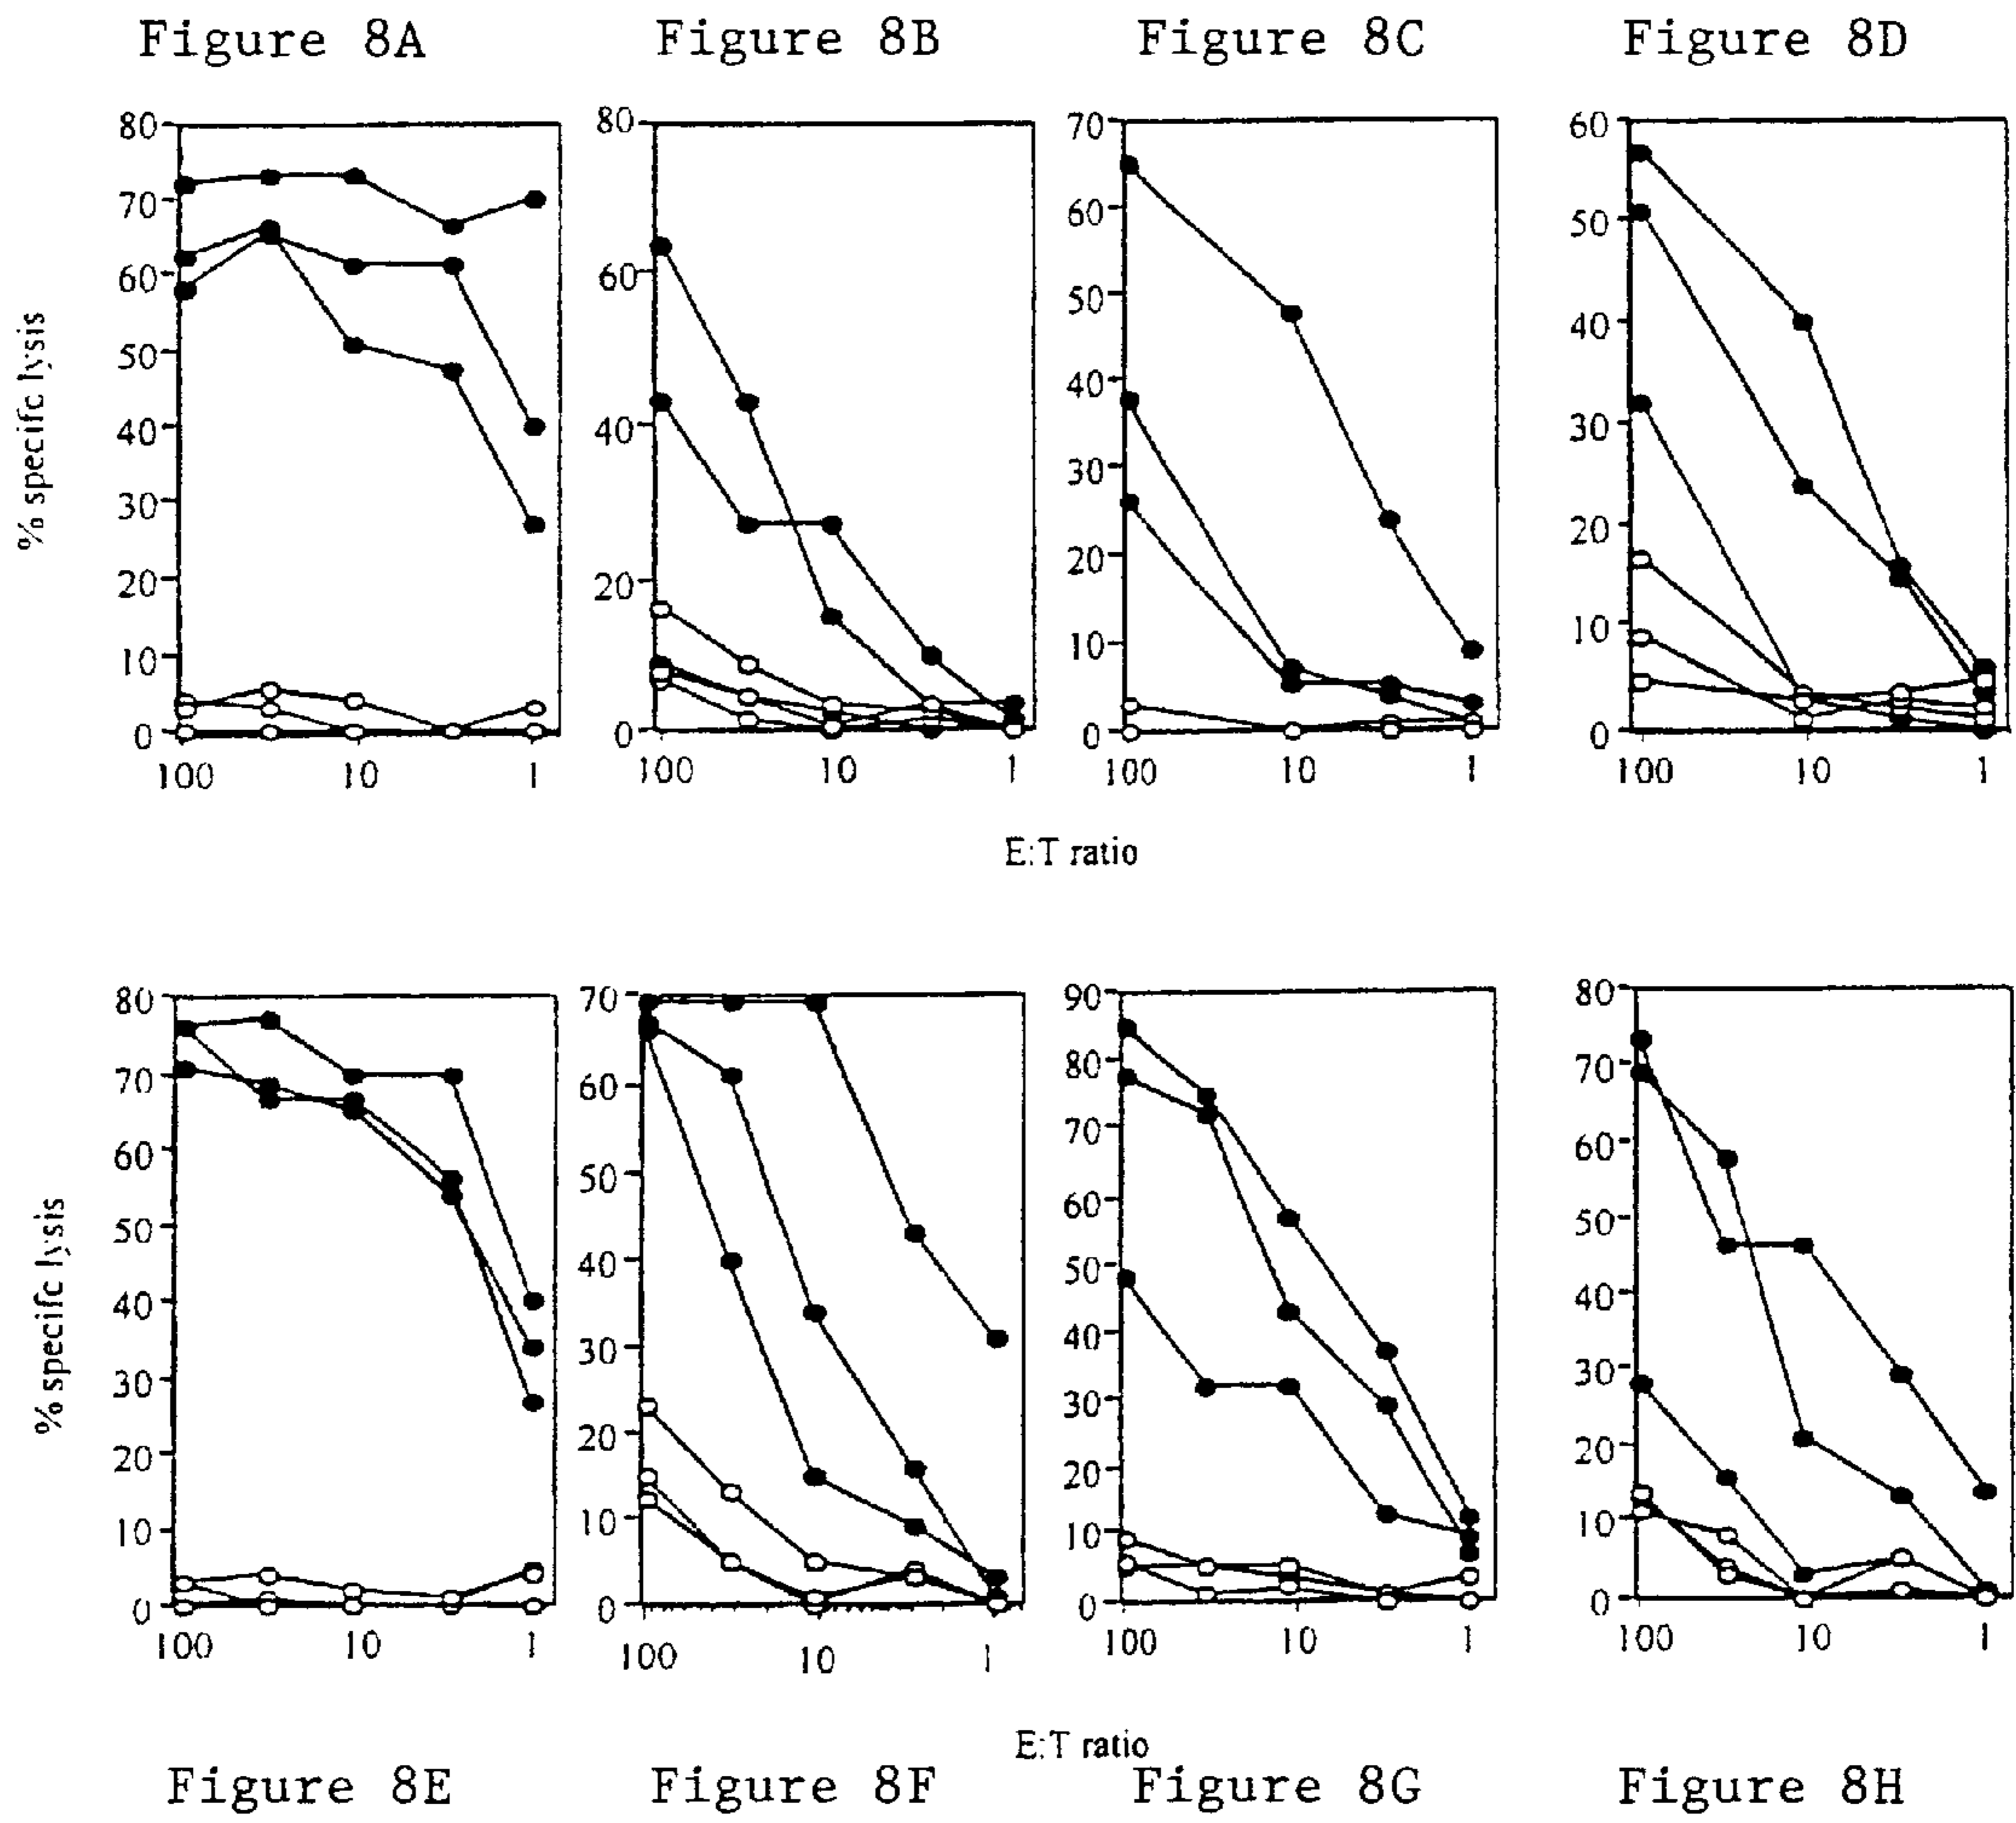 Figure 8A Figure 8B Figure 8C Figure 8D
% specifc lysis
80 70 60 50 40 30 20 10 0
100 10 1
80 60 40 20 0
100 10 1
70 60 50 40 30 20 10 0
100 10 1
60 50 40 30 20 10 0
100 10 1
E:T ratio
% specifc lysis
80 70 60 50 40 30 20 10 0
100 10 1
70 60 50 40 30 20 10 0
100 10 1
90 80 70 60 50 40 30 20 10 0
100 10 1
80 70 60 50 40 30 20 10 0
100 10 1
E:T ratio
Figure 8E Figure 8F Figure 8G Figure 8H